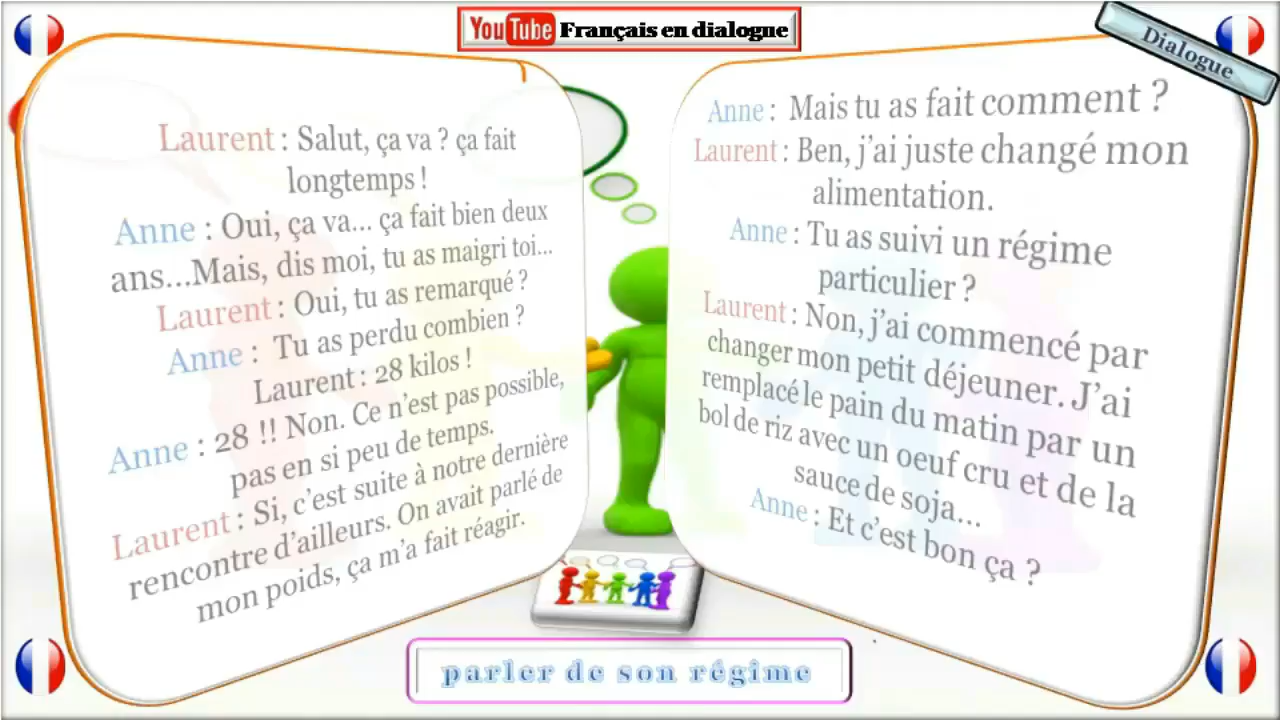 YouTube Français en dialogue
Dialogue
Laurent : Salut, ça va ? ça fait
longtemps !
Anne : Oui, ça va... ça fait bien deux
ans...Mais, dis moi, tu as maigri toi...
Laurent : Oui, tu as remarqué ?
Anne : Tu as perdu combien ?
Laurent : 28 kilos !
Anne : 28 !! Non. Ce n'est pas possible,
pas en si peu de temps.
Laurent : Si, c'est suite à notre dernière
rencontre d'ailleurs. On avait parlé de
mon poids, ça m'a fait réagir.
Anne : Mais tu as fait comment ?
Laurent : Ben, j'ai juste changé mon
alimentation.
Anne : Tu as suivi un régime
particulier ?
Laurent : Non, j'ai commencé par
changer mon petit déjeuner. J'ai
remplacé le pain du matin par un
bol de riz avec un oeuf cru et de la
sauce de soja...
Anne : Et c'est bon ça ?
parler de son régime